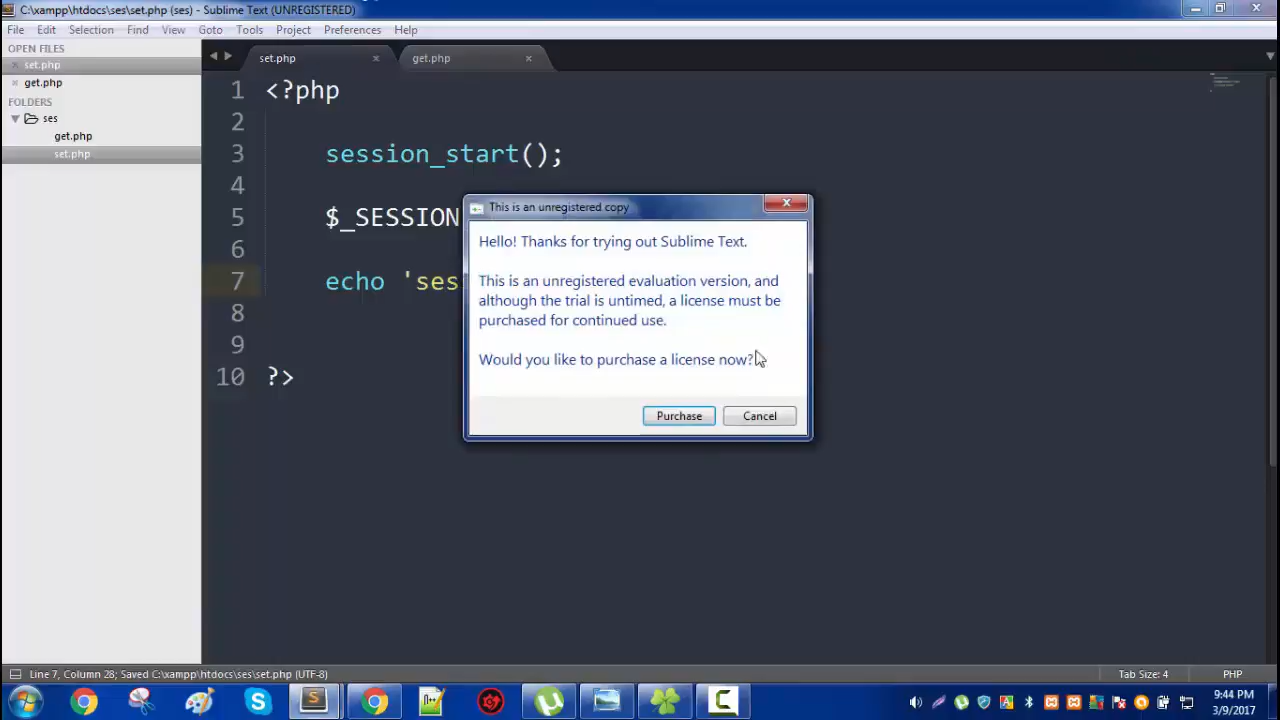 C:\xampp\htdocs\ses\set.php (ses) - Sublime Text (UNREGISTERED)
File Edit Selection Find View Goto Tools Project Preferences Help
OPEN FILES
set.php
get.php
FOLDERS
ses
get.php
set.php
set.php get.php
1 <?php
2
3 session_start();
4
5 $_SESSION
6
7 echo 'ses
8
9
10 ?>
This is an unregistered copy
Hello! Thanks for trying out Sublime Text.
This is an unregistered evaluation version, and
although the trial is untimed, a license must be
purchased for continued use.
Would you like to purchase a license now?
Purchase Cancel
Line 7, Column 28; Saved C:\xampp\htdocs\ses\set.php (UTF-8) Tab Size: 4 PHP
9:44 PM
3/9/2017